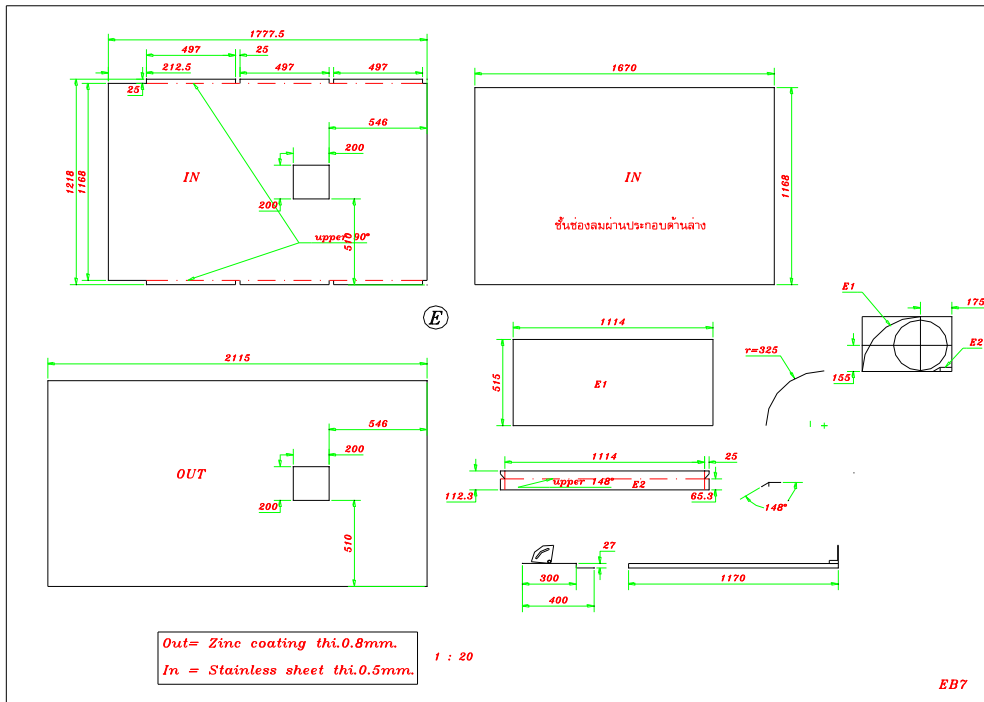 1777.5
497
25
212.5
497
497
25
546
200
1218
1168
IN
200
upper 90°
510
1670
IN
1168
ชั้นช่องลมผ่านประกอบด้านล่าง
E
E1
175
E2
155
2115
546
200
OUT
200
510
1114
515
E1
r=325
1114
25
upper 148°
E2
112.3
65.3
148°
27
300
400
1170
Out= Zinc coating thi.0.8mm.
In = Stainless sheet thi.0.5mm.
1 : 20
EB7